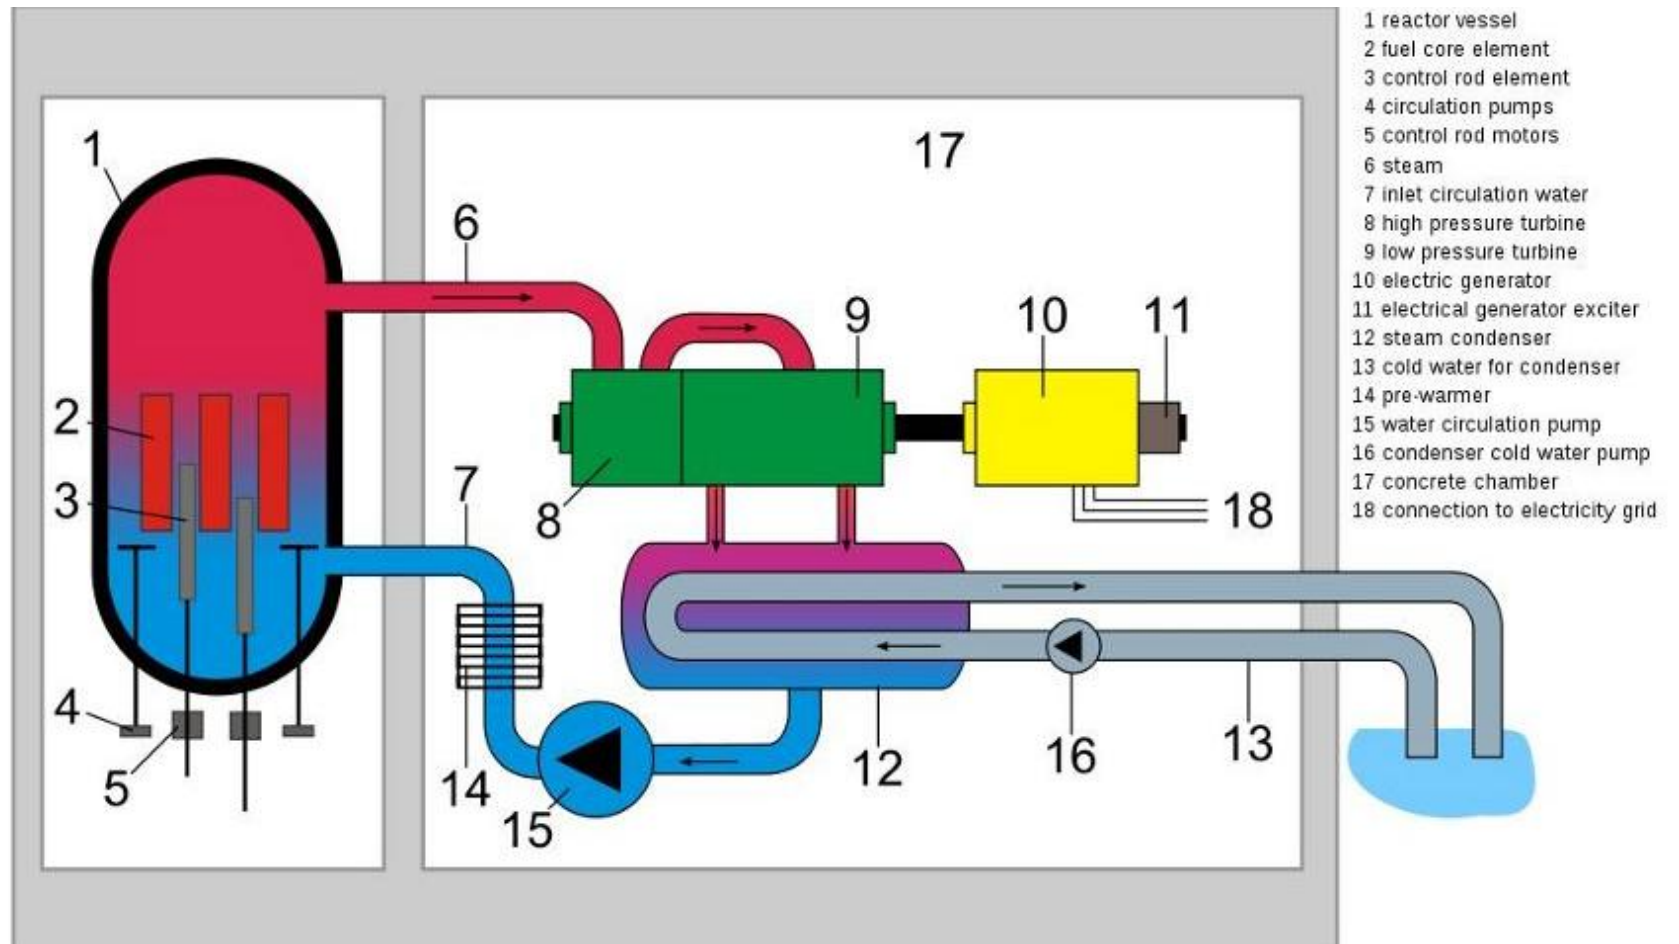 1
6
17
2
3
9
10
11
7
8
18
4
5
14
15
12
16
13
1 reactor vessel
2 fuel core element
3 control rod element
4 circulation pumps
5 control rod motors
6 steam
7 inlet circulation water
8 high pressure turbine
9 low pressure turbine
10 electric generator
11 electrical generator exciter
12 steam condenser
13 cold water for condenser
14 pre-warmer
15 water circulation pump
16 condenser cold water pump
17 concrete chamber
18 connection to electricity grid